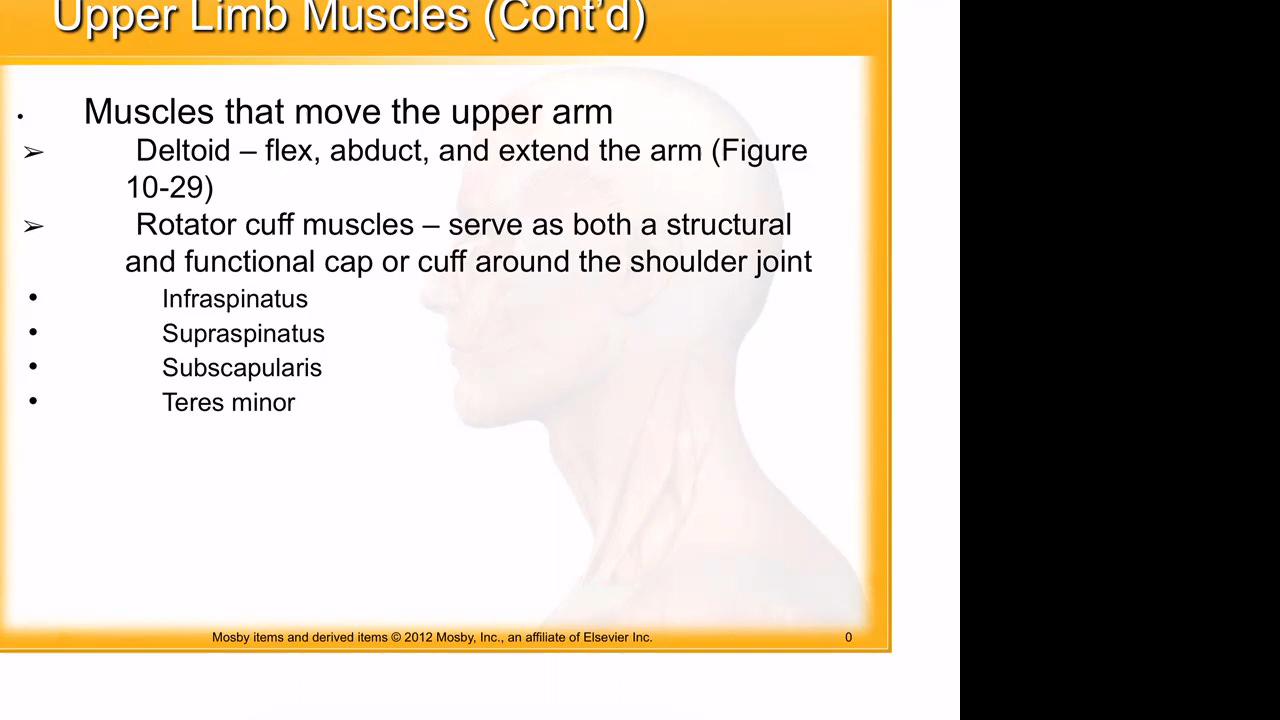 Upper Limb Muscles (Cont’d)
• Muscles that move the upper arm
➢ Deltoid – flex, abduct, and extend the arm (Figure
10-29)
➢ Rotator cuff muscles – serve as both a structural
and functional cap or cuff around the shoulder joint
• Infraspinatus
• Supraspinatus
• Subscapularis
• Teres minor
Mosby items and derived items © 2012 Mosby, Inc., an affiliate of Elsevier Inc. 0